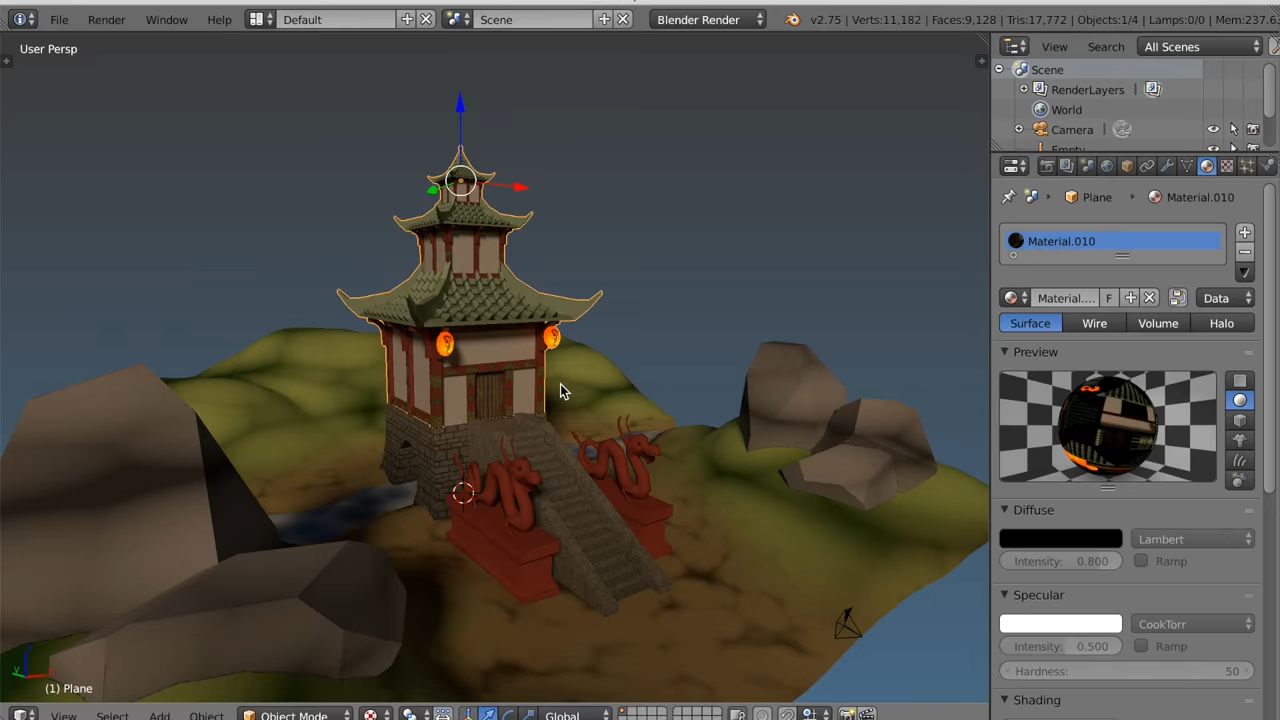 File Render Window Help Default Scene Blender Render v2.75 | Verts:11,182 | Faces:9,128 | Tris:17,772 | Objects:1/4 | Lamps:0/0 | Mem:237.6
User Persp
View Search All Scenes
Scene
RenderLayers
World
Camera
Empty
Plane Material.010
Material.010
Material.... F Data
Surface Wire Volume Halo
Preview
Diffuse
Lambert
Intensity: 0.800 Ramp
Specular
CookTorr
Intensity: 0.500 Ramp
Hardness: 50
Shading
y
(1) Plane
View Select Add Object Object Mode Global